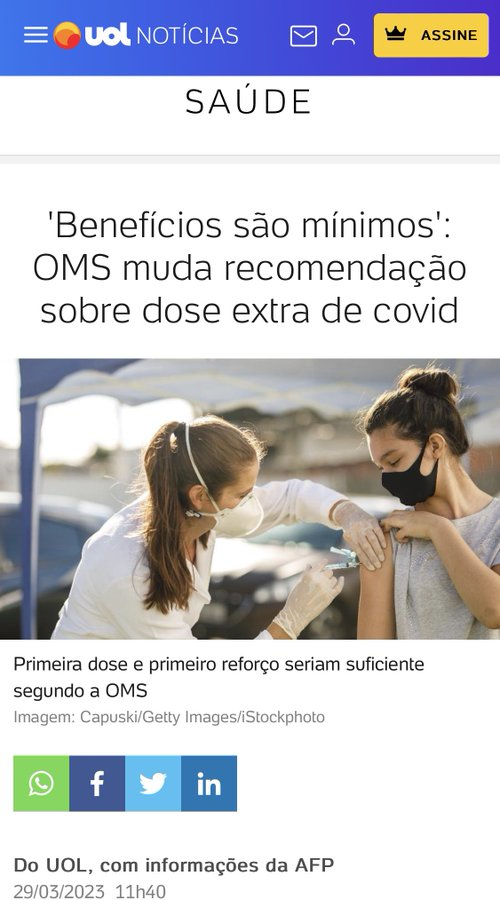 uol NOTÍCIAS
ASSINE
SAÚDE
'Benefícios são mínimos':
OMS muda recomendação
sobre dose extra de covid
Primeira dose e primeiro reforço seriam suficiente
segundo a OMS
Imagem: Capuski/Getty Images/iStockphoto
Do UOL, com informações da AFP
29/03/2023 11h40